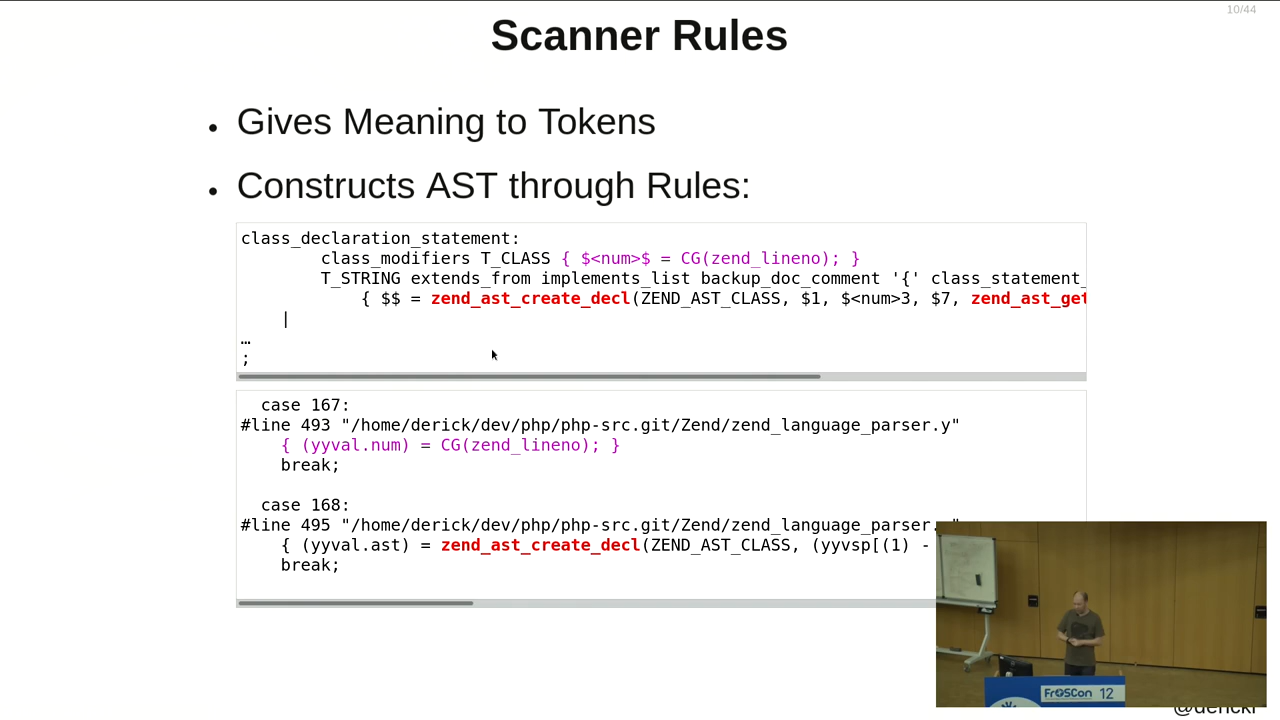 10/44
Scanner Rules
• Gives Meaning to Tokens
• Constructs AST through Rules:
class_declaration_statement:
class_modifiers T_CLASS { $<num>$ = CG(zend_lineno); }
T_STRING extends_from implements_list backup_doc_comment '{' class_statement_
{ $$ = zend_ast_create_decl(ZEND_AST_CLASS, $1, $<num>3, $7, zend_ast_get
|
…
;
case 167:
#line 493 "/home/derick/dev/php/php-src.git/Zend/zend_language_parser.y"
{ (yyval.num) = CG(zend_lineno); }
break;
case 168:
#line 495 "/home/derick/dev/php/php-src.git/Zend/zend_language_parser.y"
{ (yyval.ast) = zend_ast_create_decl(ZEND_AST_CLASS, (yyvsp[(1) -
break;
FrOSCon 12